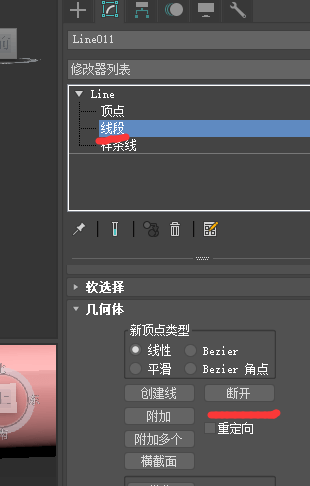 Line011
修改器列表
Line
顶点
线段
样条线
软选择
几何体
新顶点类型
线性 Bezier
平滑 Bezier 角点
创建线 断开
附加 重定向
附加多个
横截面